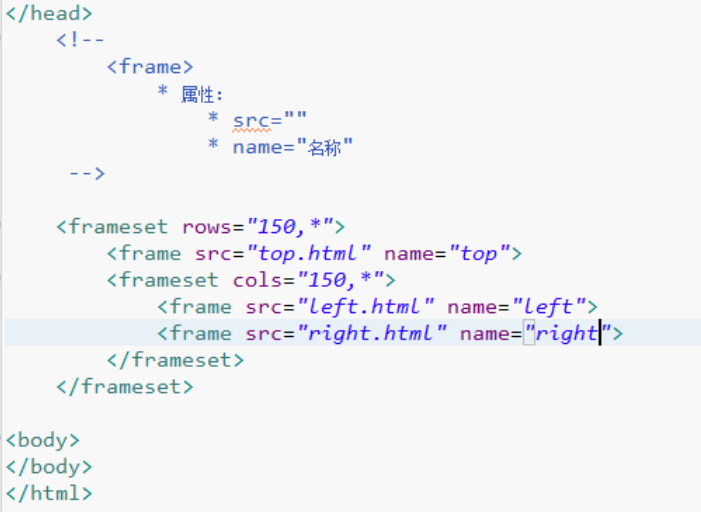 </head>
<!--
<frame>
* 属性:
* src=""
* name="名称"
-->
<frameset rows="150,*">
<frame src="top.html" name="top">
<frameset cols="150,*">
<frame src="left.html" name="left">
<frame src="right.html" name="right">
</frameset>
</frameset>
<body>
</body>
</html>